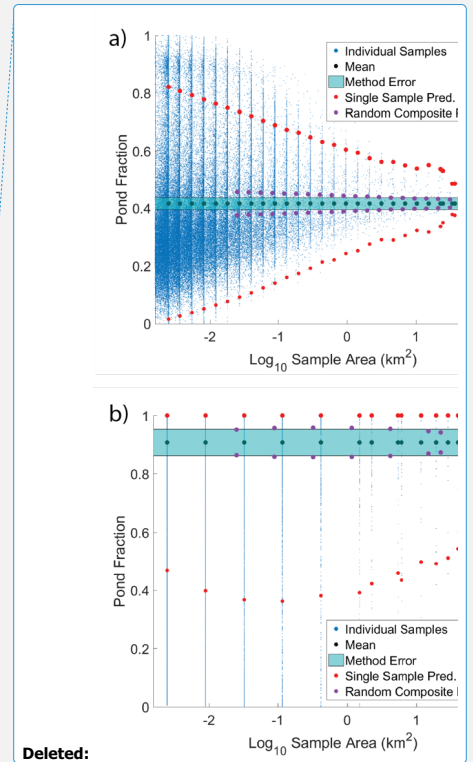 a)
1
0.8
0.6
0.4
0.2
0
Pond Fraction
-2 -1 0 1
Log10 Sample Area (km2)
Individual Samples
Mean
Method Error
Single Sample Pred.
Random Composite
b)
1
0.8
0.6
0.4
0.2
0
Pond Fraction
-2 -1 0 1
Log10 Sample Area (km2)
Individual Samples
Mean
Method Error
Single Sample Pred.
Random Composite
Deleted: